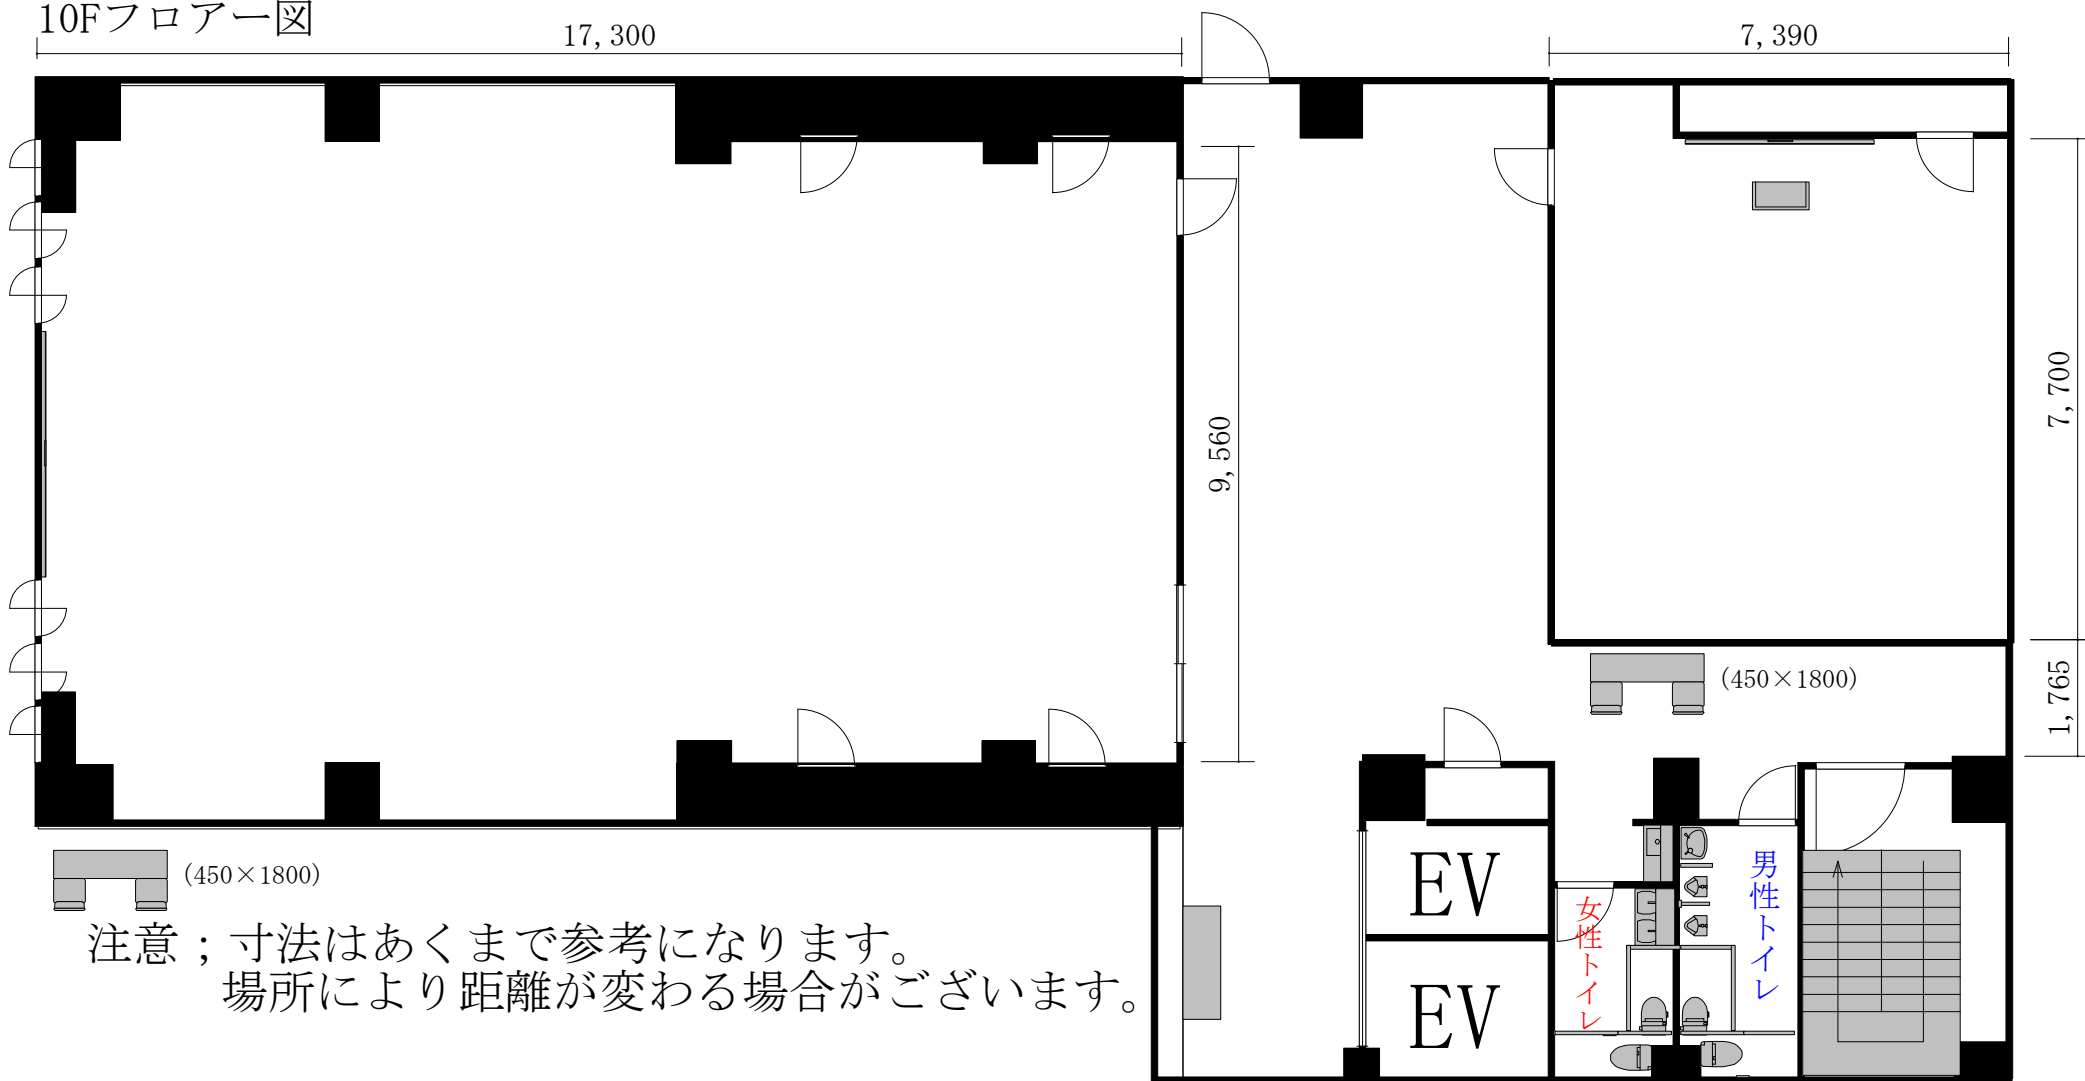 10Fフロアー図
17,300
7,390
9,560
7,700
1,765
(450×1800)
(450×1800)
EV
EV
女性トイレ
男性トイレ
注意；寸法はあくまで参考になります。
場所により距離が変わる場合がございます。